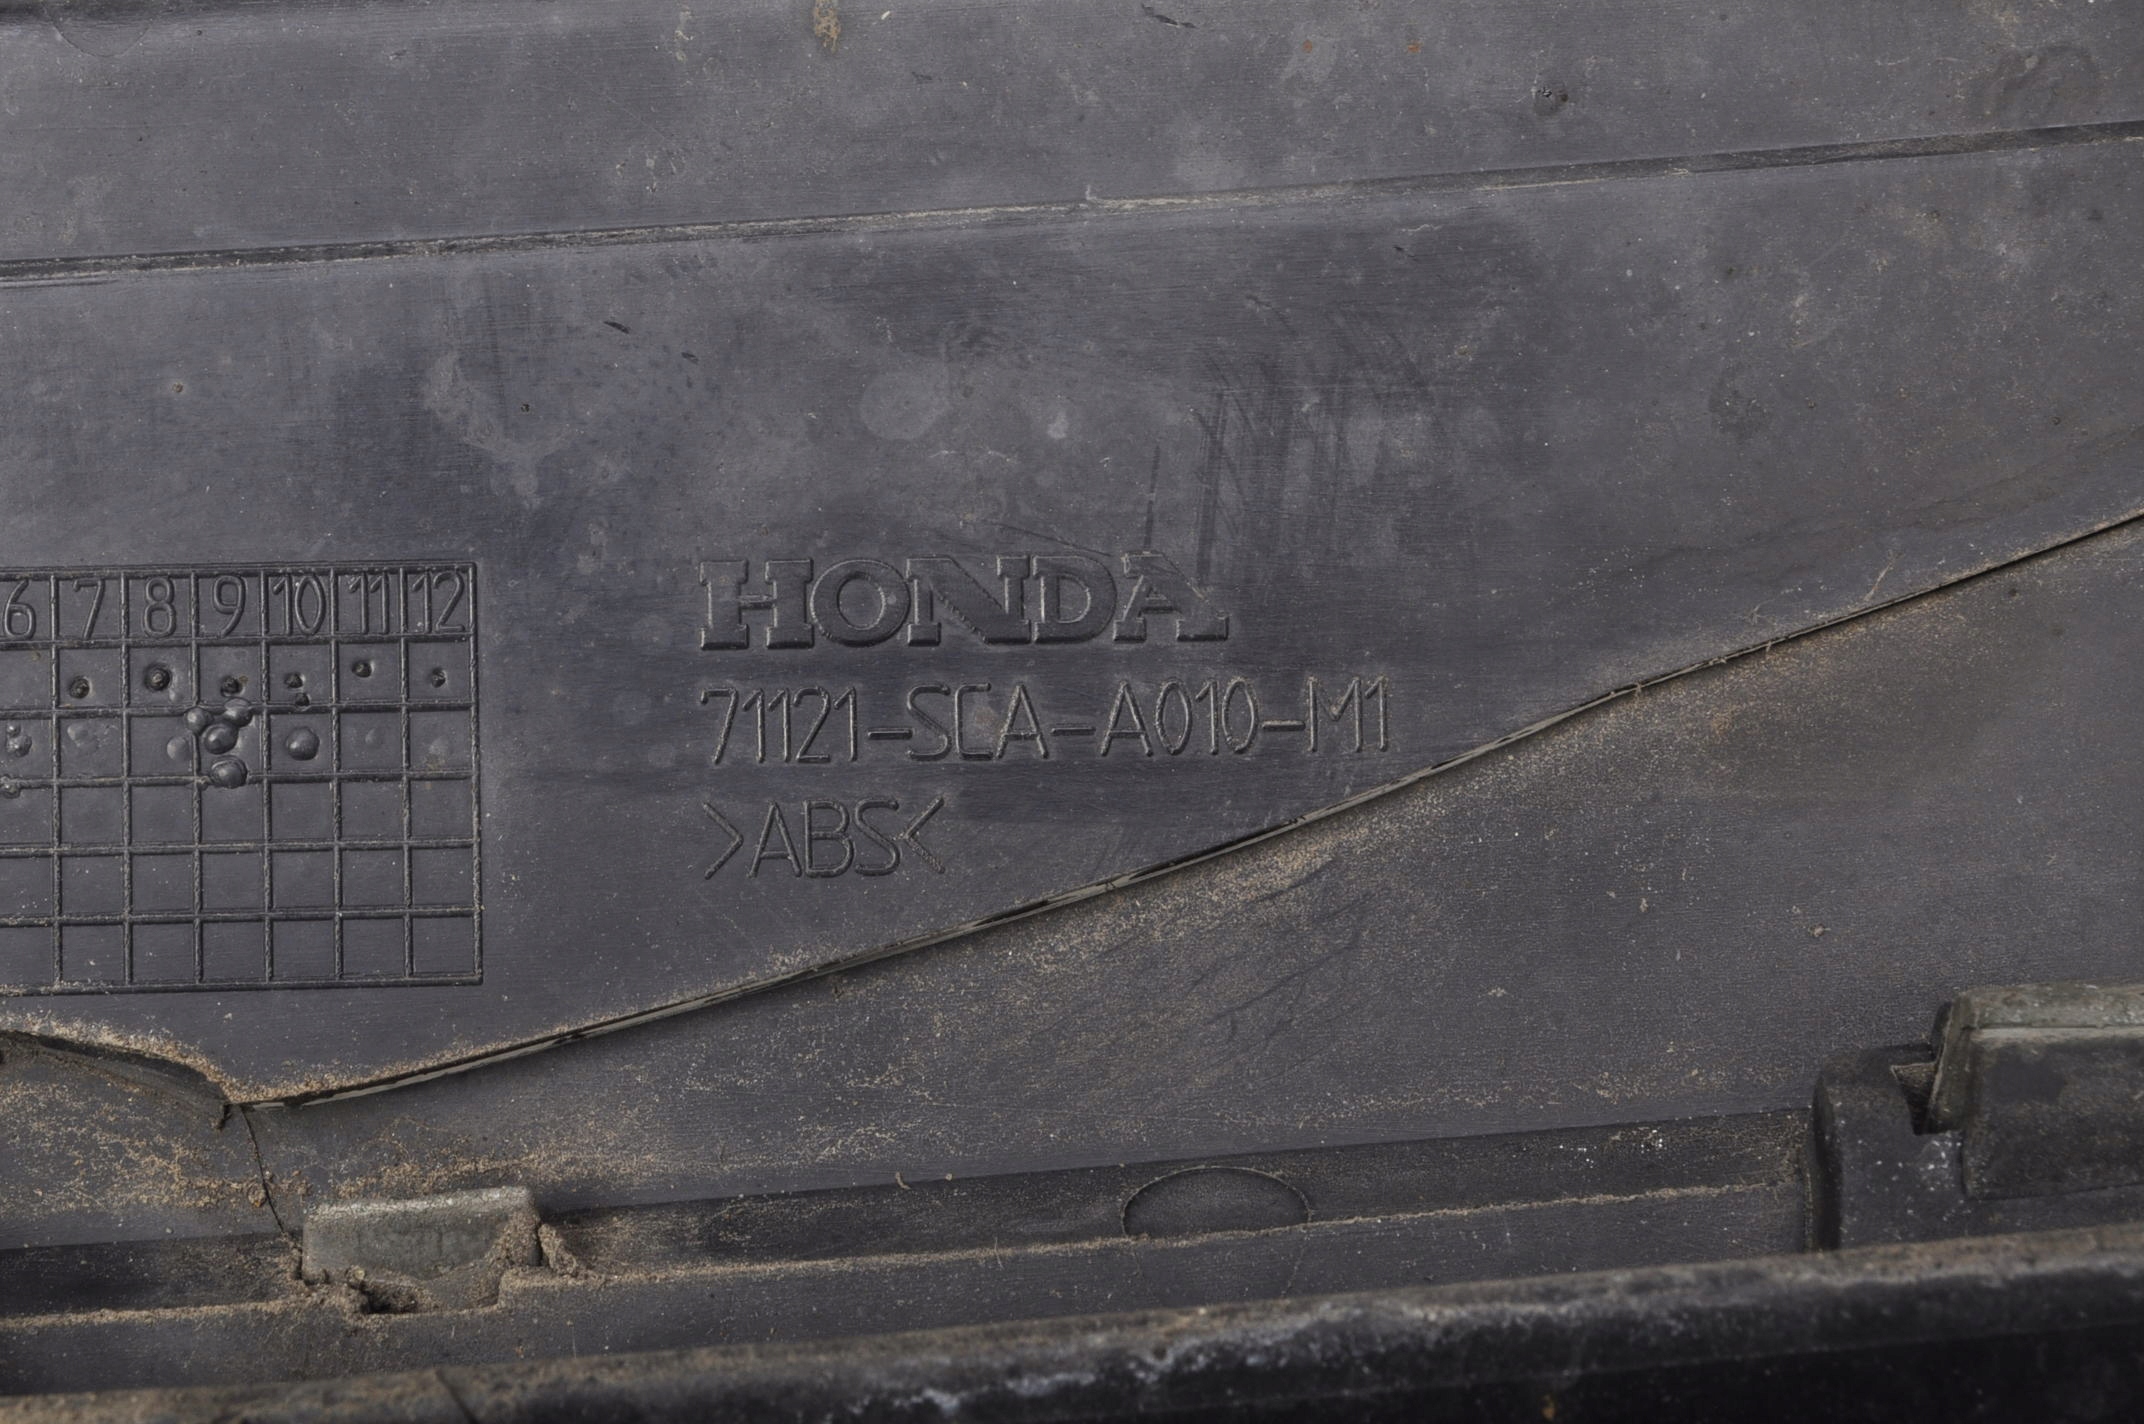 6 7 8 9 10 11 12
HONDA
71121-SCA-A010-M1
>ABS<